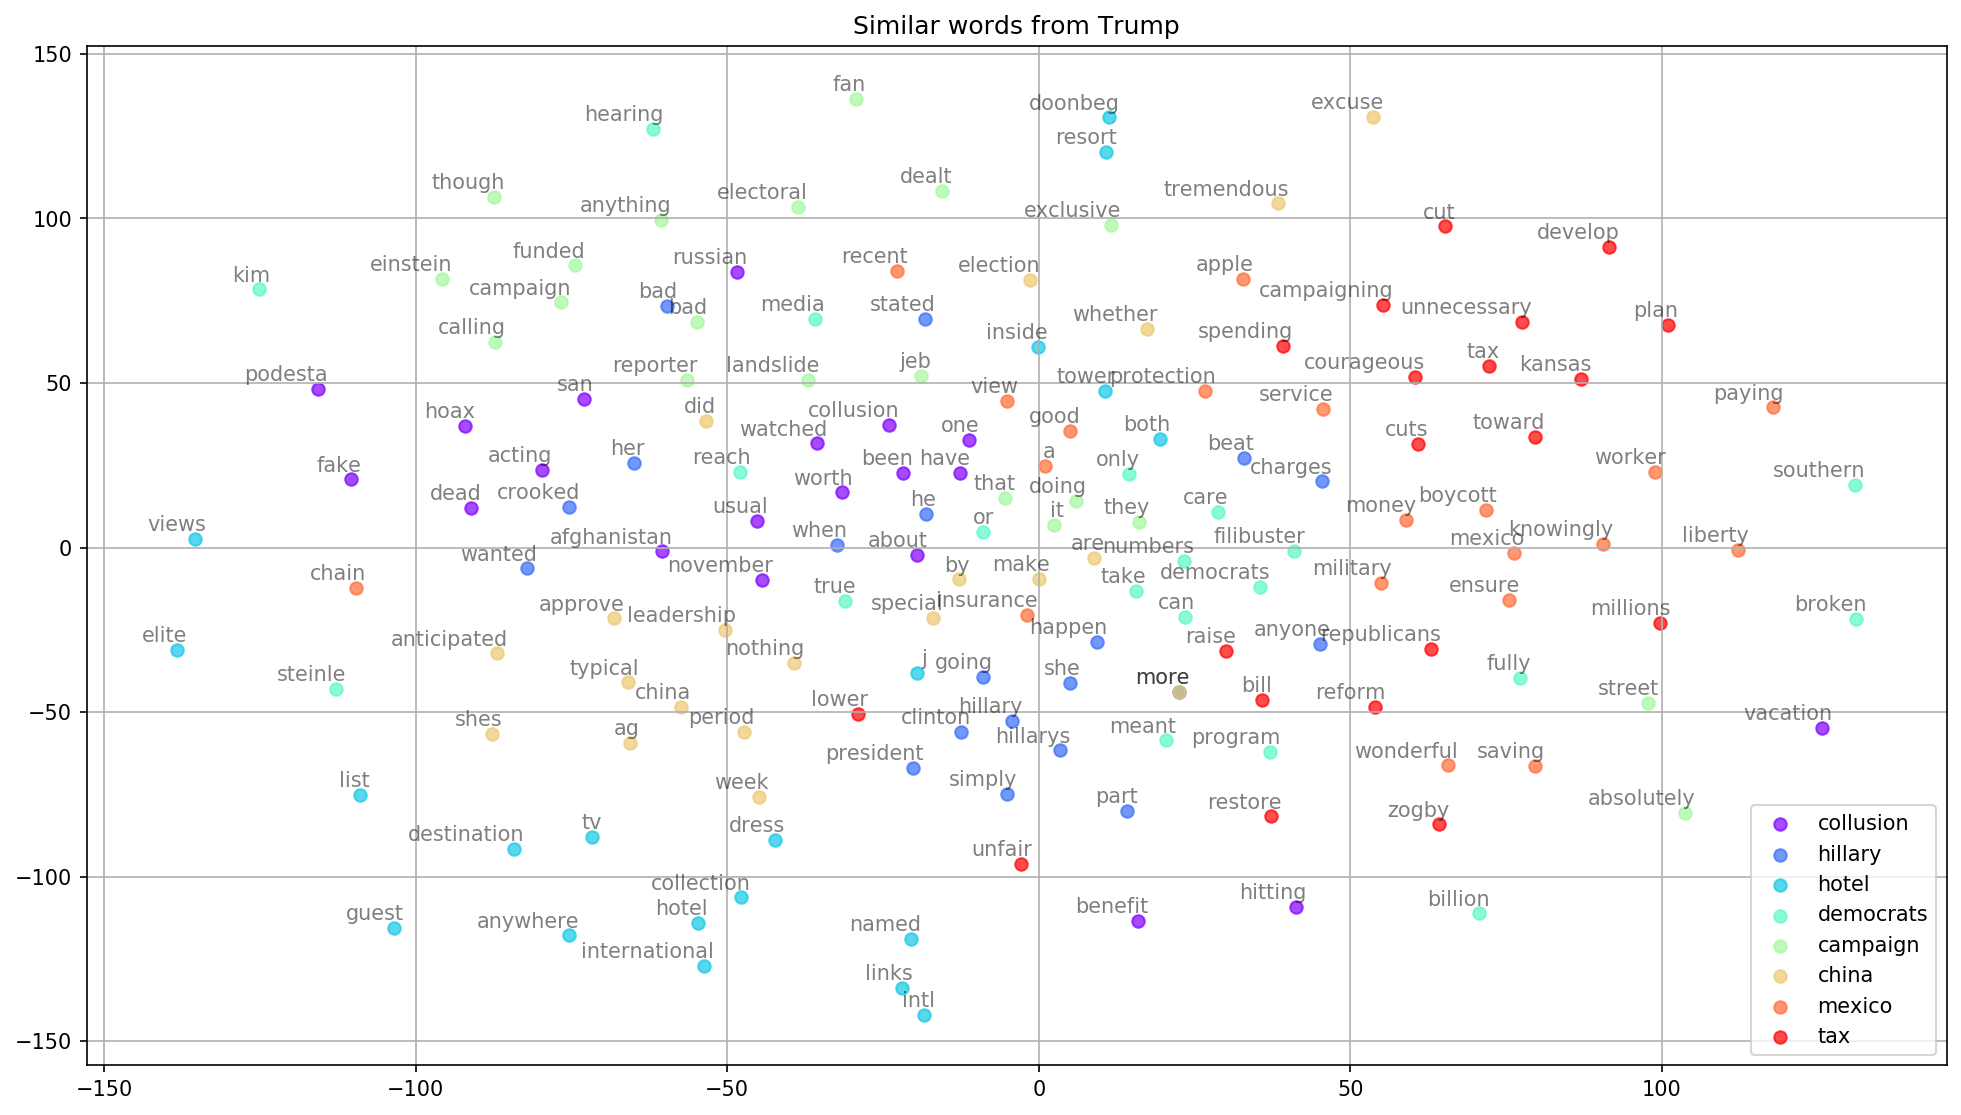 Similar words from Trump
150
fan
doonbeg
excuse
hearing
resort
though
dealt
electoral
tremendous
anything
exclusive
cut
100
develop
funded
russian
recent
election
einstein
apple
kim
campaign
bad
bad
media
stated
campaigning
unnecessary
plan
whether
calling
inside
spending
reporter
landslide
jeb
courageous
tax
kansas
podesta
san
view
tower
protection
50
service
paying
hoax
did
collusion
good
watched
one
both
cuts
toward
her
a
beat
fake
acting
reach
been
have
only
charges
worker
southern
dead
crooked
worth
that
doing
usual
he
care
money
boycott
views
afghanistan
when
or
it
they
filibuster
knowingly
about
are
numbers
mexico
liberty
0
wanted
november
by
make
chain
true
take
democrats
military
ensure
approve
leadership
special
insurance
can
millions
broken
elite
anticipated
nothing
happen
raise
anyone
republicans
steinle
typical
j
going
she
more
fully
china
lower
bill
reform
street
−50
shes
ag
period
clinton
hillary
hillarys
meant
program
vacation
president
wonderful
saving
list
week
simply
part
restore
zogby
absolutely
destination
tv
dress
unfair
−100
collection
hotel
guest
anywhere
named
benefit
hitting
billion
international
links
intl
−150
collusion
hillary
hotel
democrats
campaign
china
mexico
tax
−150 −100 −50 0 50 100